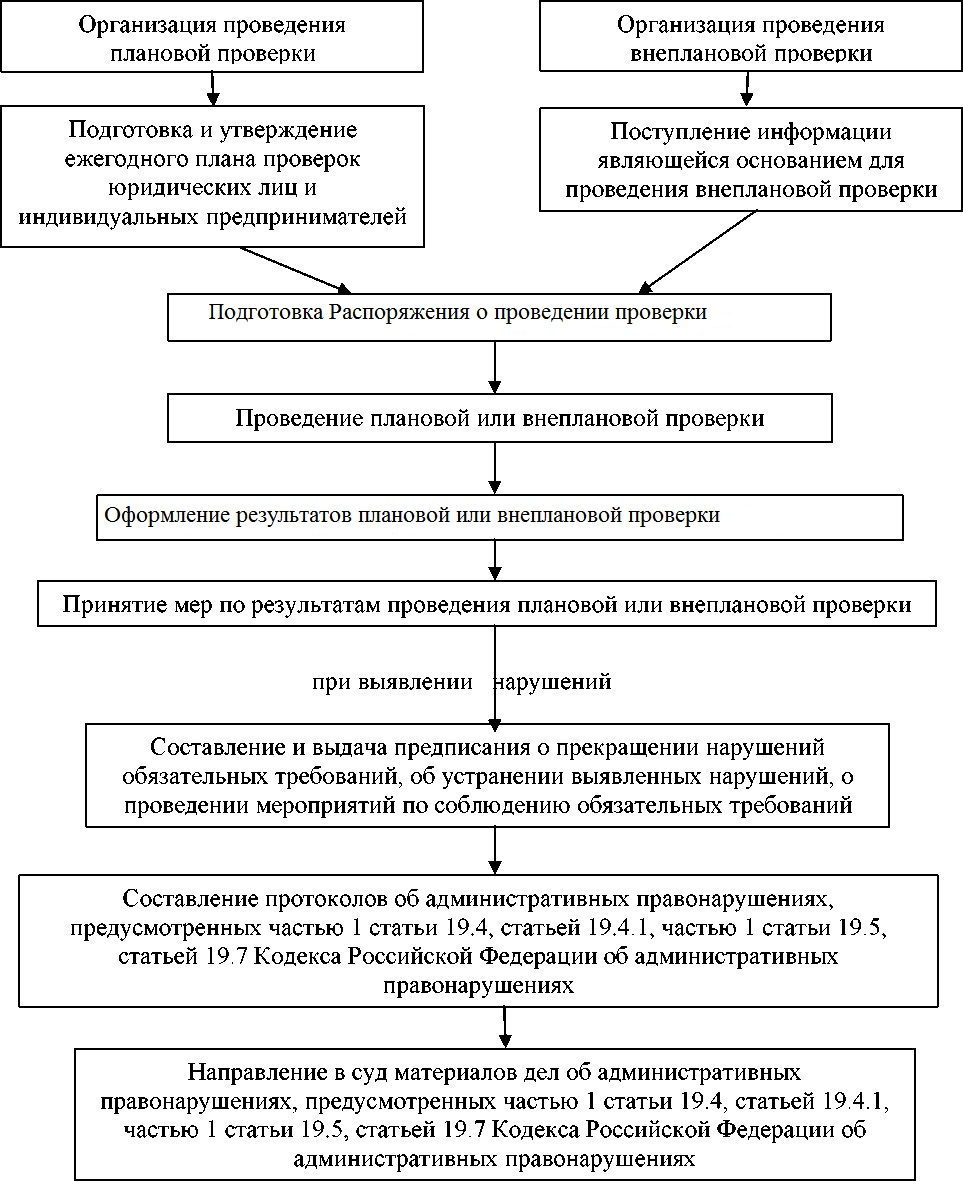 Организация проведения
плановой проверки
Организация проведения
внеплановой проверки
Подготовка и утверждение
ежегодного плана проверок
юридических лиц и
индивидуальных предпринимателей
Поступление информации
являющейся основанием для
проведения внеплановой проверки
Подготовка Распоряжения о проведении проверки
Проведение плановой или внеплановой проверки
Оформление результатов плановой или внеплановой проверки
Принятие мер по результатам проведения плановой или внеплановой проверки
при выявлении нарушений
Составление и выдача предписания о прекращении нарушений
обязательных требований, об устранении выявленных нарушений, о
проведении мероприятий по соблюдению обязательных требований
Составление протоколов об административных правонарушениях,
предусмотренных частью 1 статьи 19.4, статьей 19.4.1, частью 1 статьи 19.5,
статьей 19.7 Кодекса Российской Федерации об административных
правонарушениях
Направление в суд материалов дел об административных
правонарушениях, предусмотренных частью 1 статьи 19.4, статьей 19.4.1,
частью 1 статьи 19.5, статьей 19.7 Кодекса Российской Федерации об
административных правонарушениях